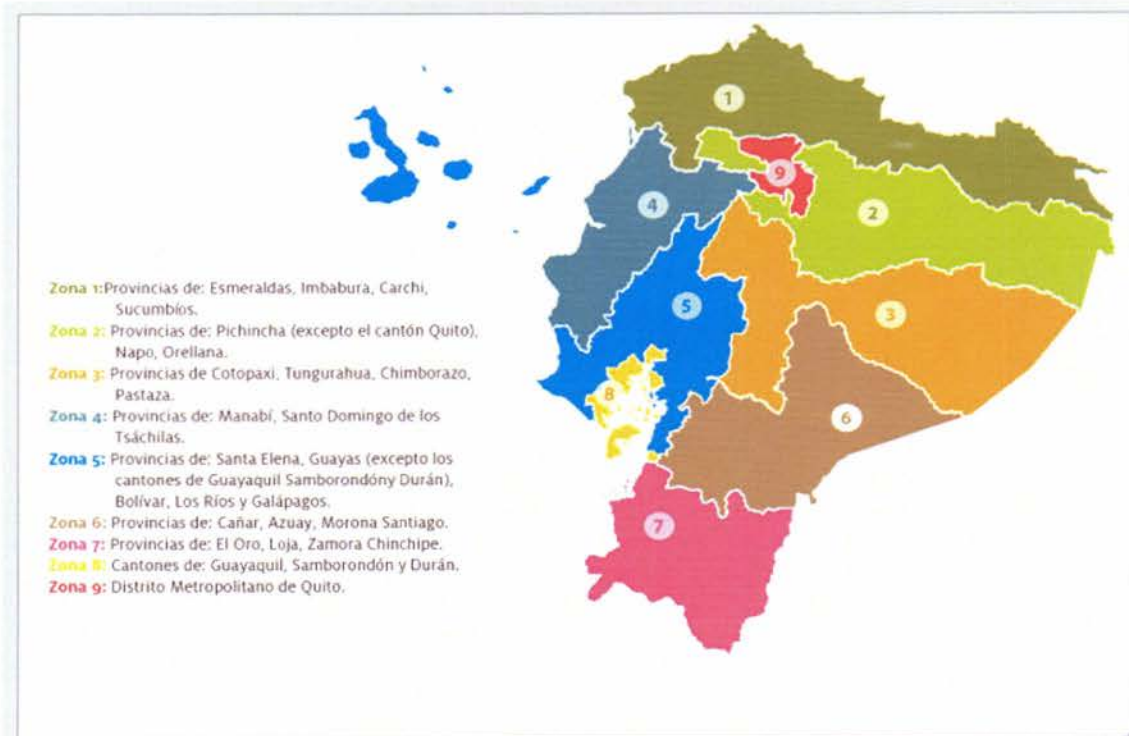 1
9
2
4
5
3
8
6
7
Zona 1:Provincias de: Esmeraldas, Imbabura, Carchi,
Sucumbíos.
Zona 2: Provincias de: Pichincha (excepto el cantón Quito),
Napo, Orellana.
Zona 3: Provincias de Cotopaxi, Tungurahua, Chimborazo,
Pastaza.
Zona 4: Provincias de: Manabí, Santo Domingo de los
Tsáchilas.
Zona 5: Provincias de: Santa Elena, Guayas (excepto los
cantones de Guayaquil Samborondóny Durán),
Bolívar, Los Ríos y Galápagos.
Zona 6: Provincias de: Cañar, Azuay, Morona Santiago.
Zona 7: Provincias de: El Oro, Loja, Zamora Chinchipe.
Zona 8: Cantones de: Guayaquil, Samborondón y Durán.
Zona 9: Distrito Metropolitano de Quito.